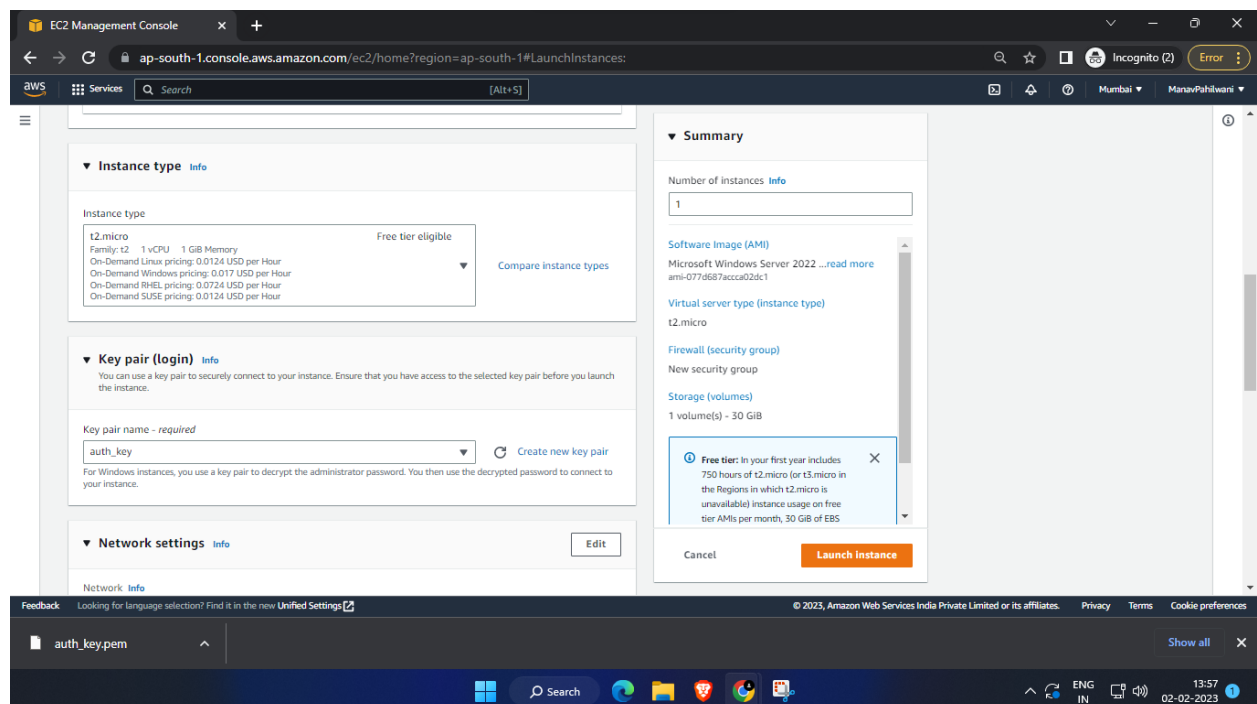 EC2 Management Console
ap-south-1.console.aws.amazon.com/ec2/home?region=ap-south-1#LaunchInstances:
Incognito (2)
Error
aws
Services
Search
[Alt+S]
Mumbai
ManavPahilwani
Instance type Info
Instance type
t2.micro
Free tier eligible
Family: t2 1 vCPU 1 GiB Memory
On-Demand Linux pricing: 0.0124 USD per Hour
On-Demand Windows pricing: 0.017 USD per Hour
On-Demand RHEL pricing: 0.0724 USD per Hour
On-Demand SUSE pricing: 0.0124 USD per Hour
Compare instance types
Key pair (login) Info
You can use a key pair to securely connect to your instance. Ensure that you have access to the selected key pair before you launch
the instance.
Key pair name - required
auth_key
Create new key pair
For Windows instances, you use a key pair to decrypt the administrator password. You then use the decrypted password to connect to
your instance.
Network settings Info
Edit
Network Info
Summary
Number of instances Info
1
Software Image (AMI)
Microsoft Windows Server 2022 ...read more
ami-077d687accca02dc1
Virtual server type (instance type)
t2.micro
Firewall (security group)
New security group
Storage (volumes)
1 volume(s) - 30 GiB
Free tier: In your first year includes
750 hours of t2.micro (or t3.micro in
the Regions in which t2.micro is
unavailable) instance usage on free
tier AMIs per month, 30 GiB of EBS
Cancel
Launch instance
Feedback
Looking for language selection? Find it in the new Unified Settings
© 2023, Amazon Web Services India Private Limited or its affiliates.
Privacy
Terms
Cookie preferences
auth_key.pem
Show all
Search
ENG
IN
13:57
02-02-2023
1